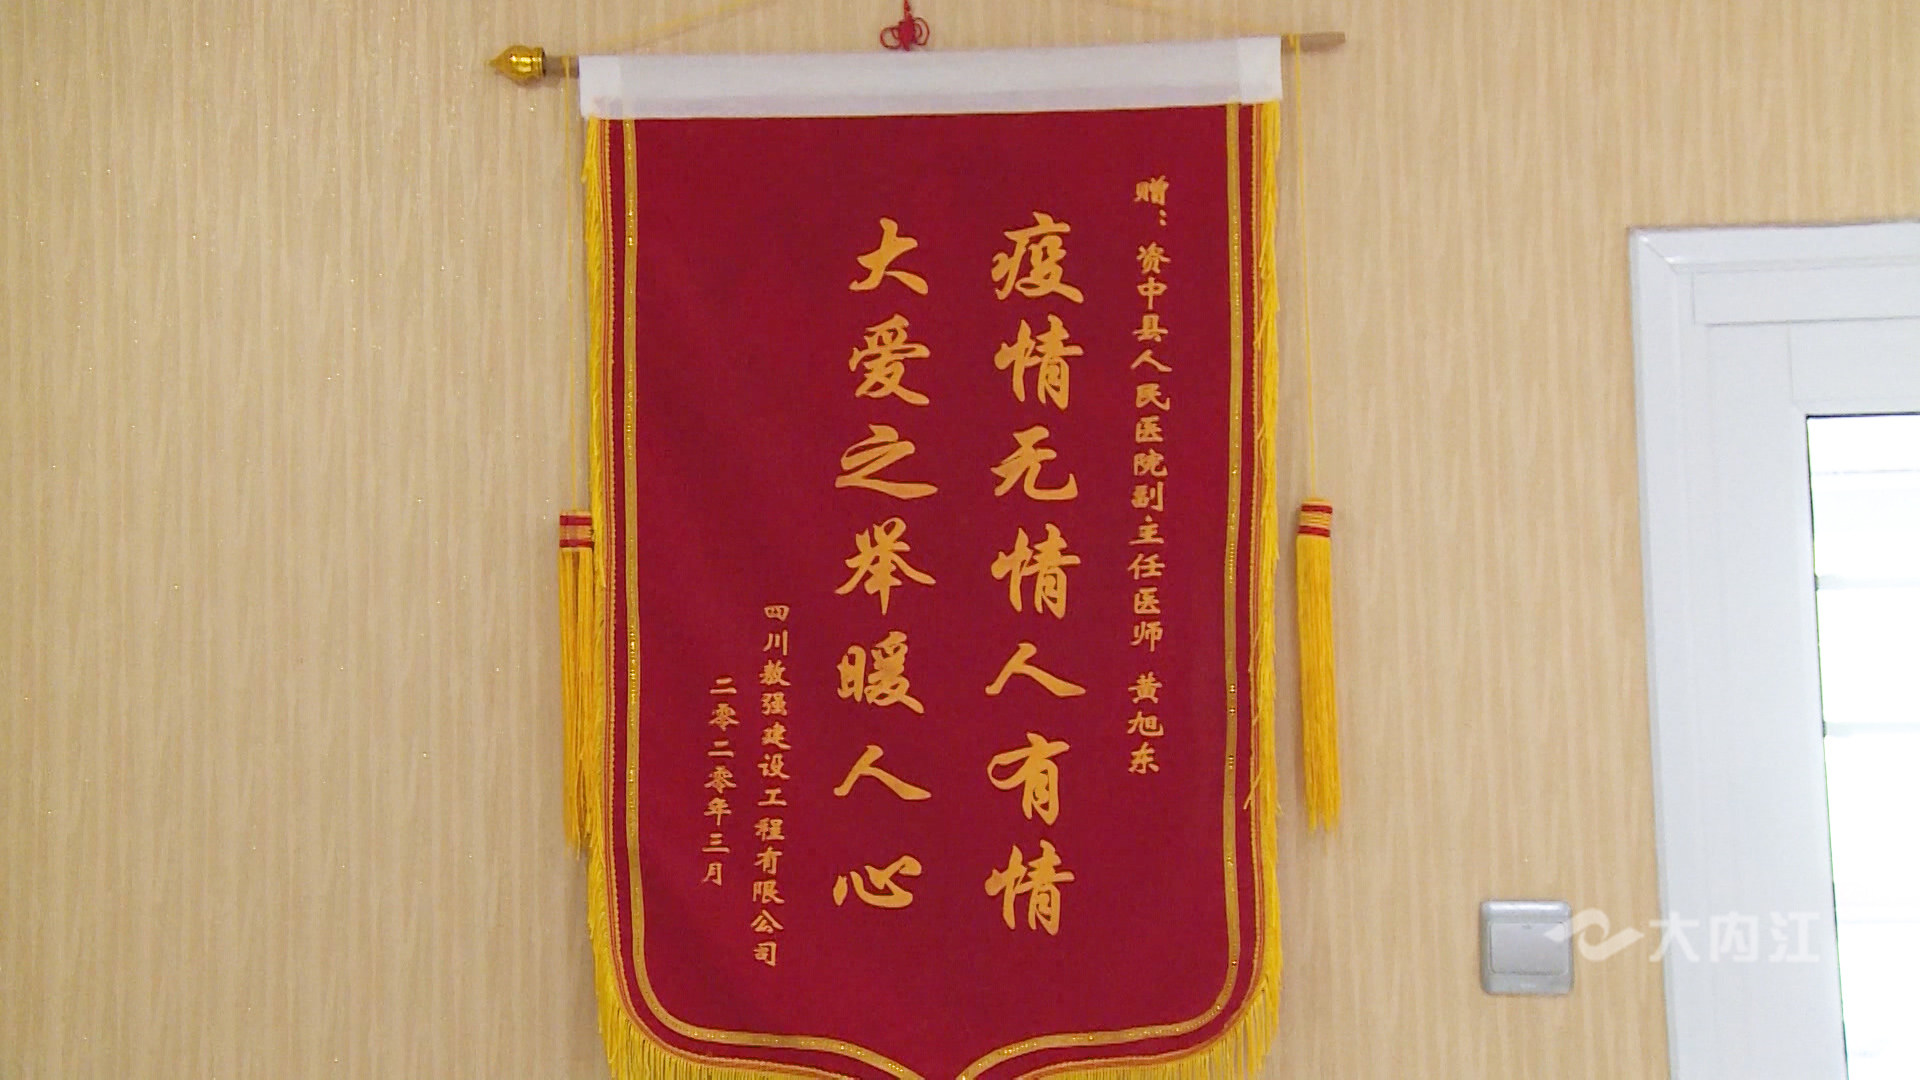 赠：资中县人民医院副主任医师 黄旭东
疫情无情人有情
大爱之举暖人心
四川敖强建设工程有限公司
二零二零年三月
大内江